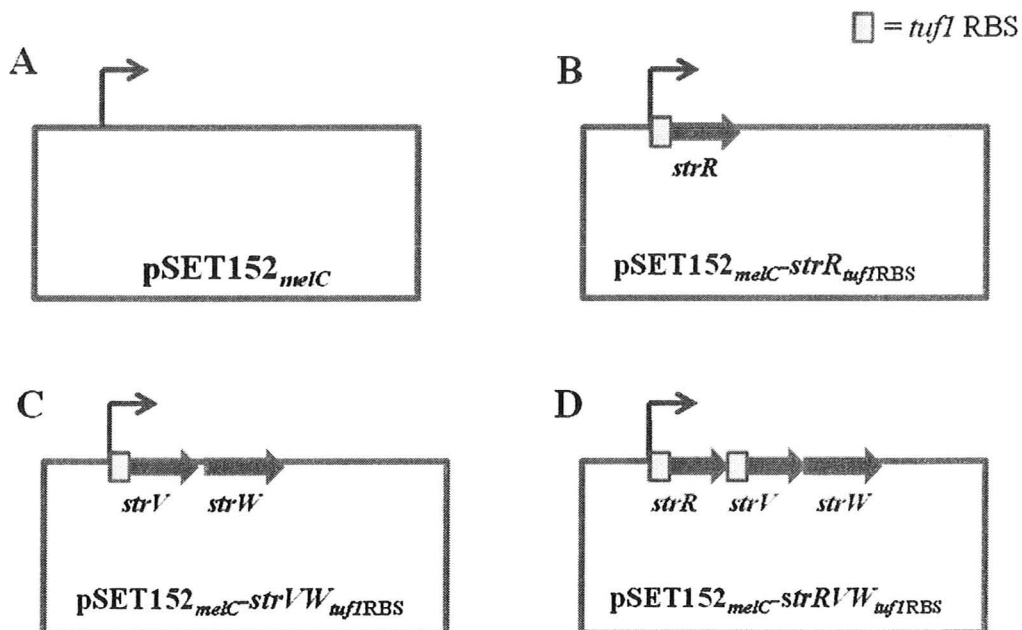 = tuf1 RBS
A
pSET152melC
B
strR
pSET152melC-strRtuf1RBS
C
strV strW
pSET152melC-strVWtuf1RBS
D
strR strV strW
pSET152melC-strRVWtuf1RBS